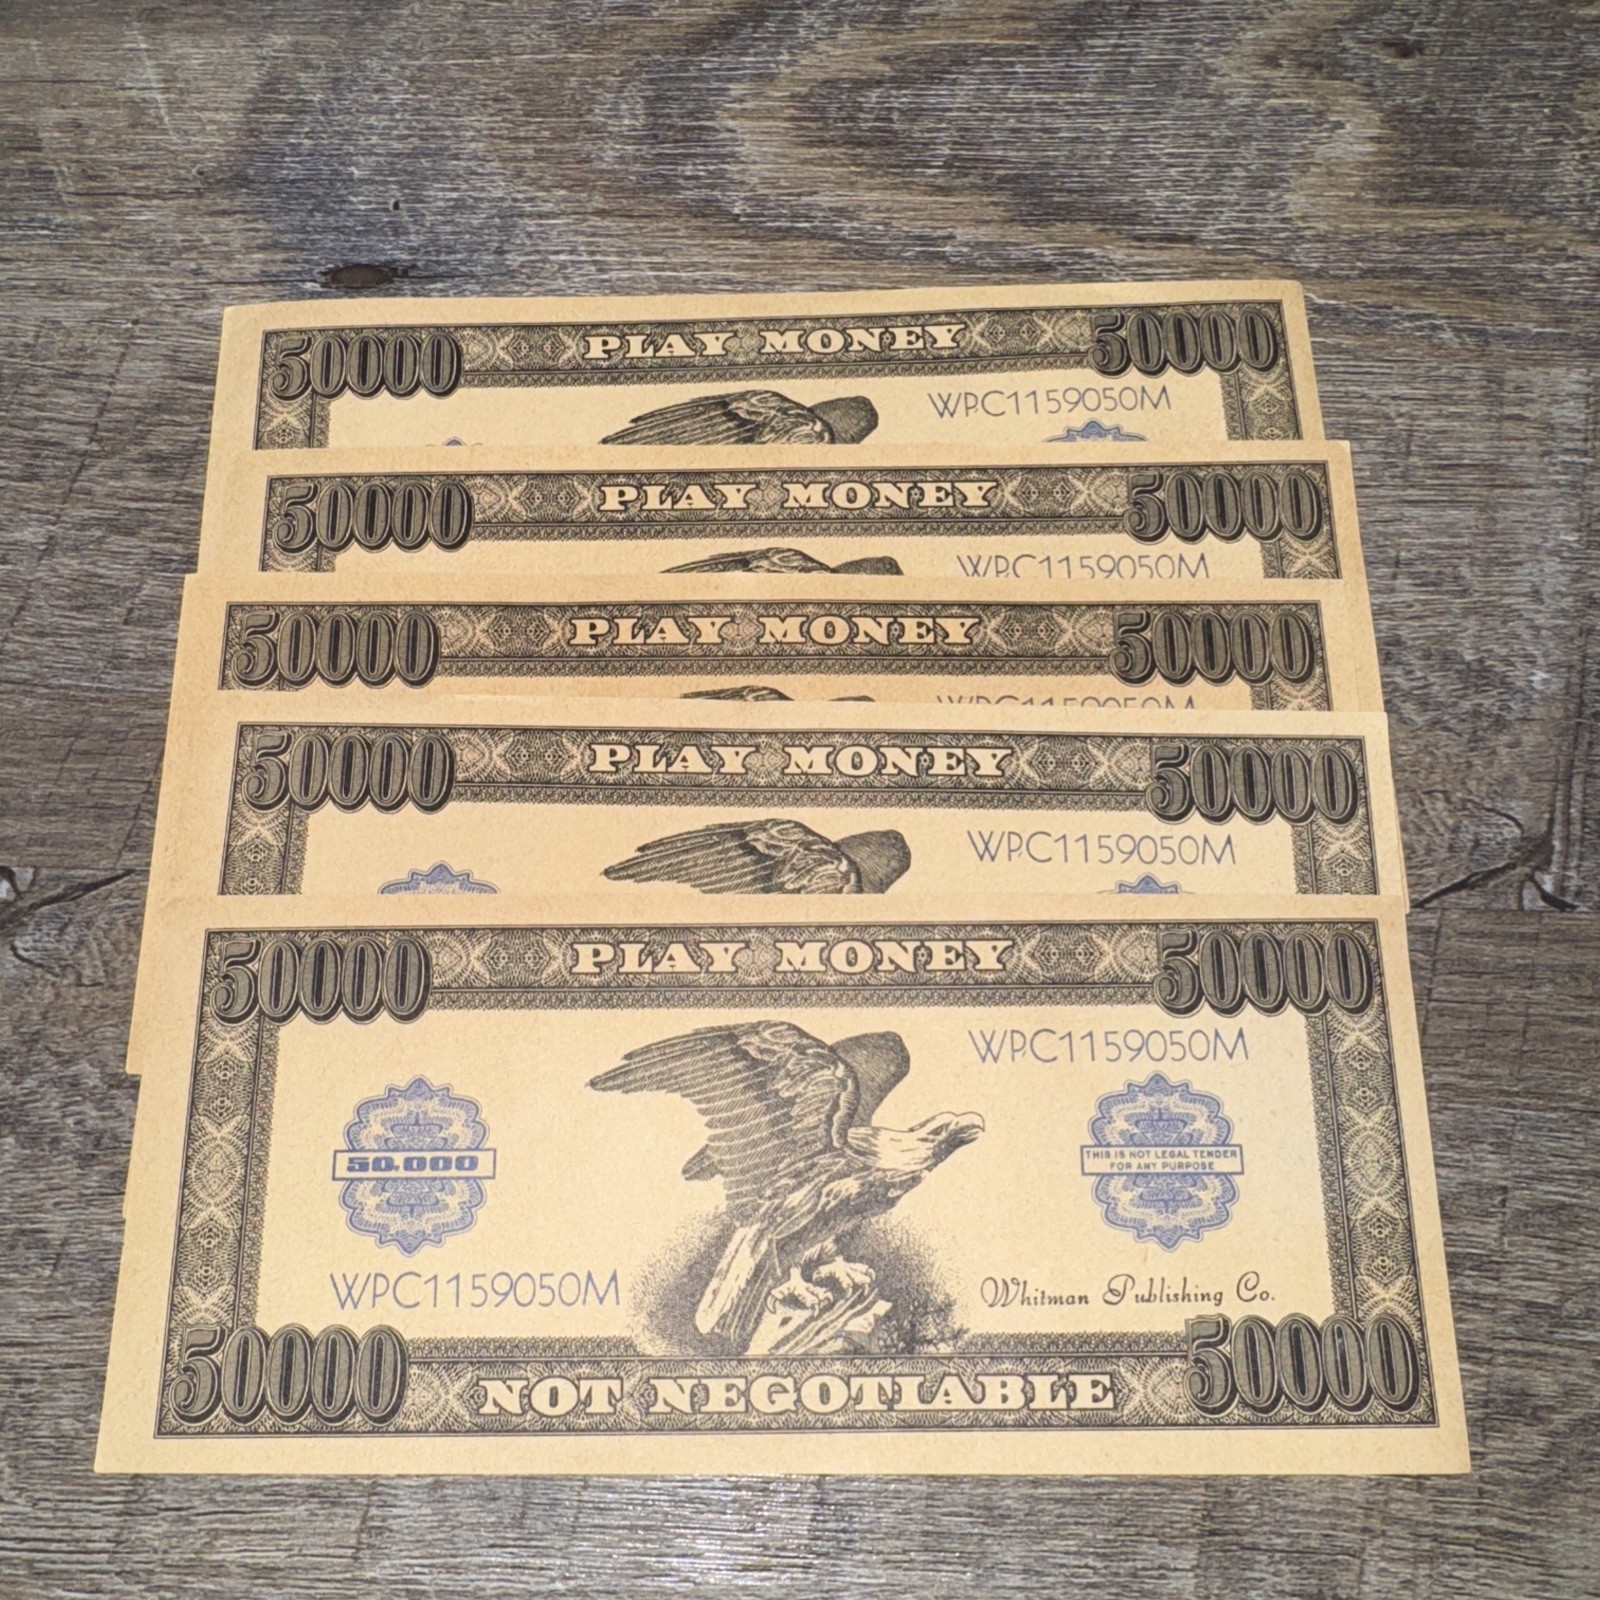 50000 PLAY MONEY 50000
WPC1159050M
50000 PLAY MONEY 50000
WPC1159050M
50000 PLAY MONEY 50000
WPC1159050M
50000 PLAY MONEY 50000
WPC1159050M
50000 PLAY MONEY 50000
WPC1159050M
50,000
THIS IS NOT LEGAL TENDER
FOR ANY PURPOSE
WPC1159050M
Whitman Publishing Co.
50000 NOT NEGOTIABLE 50000